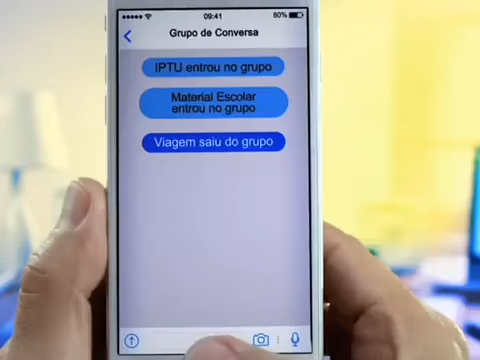 09:41
80%
Grupo de Conversa
IPTU entrou no grupo
Material Escolar
entrou no grupo
Viagem saiu do grupo